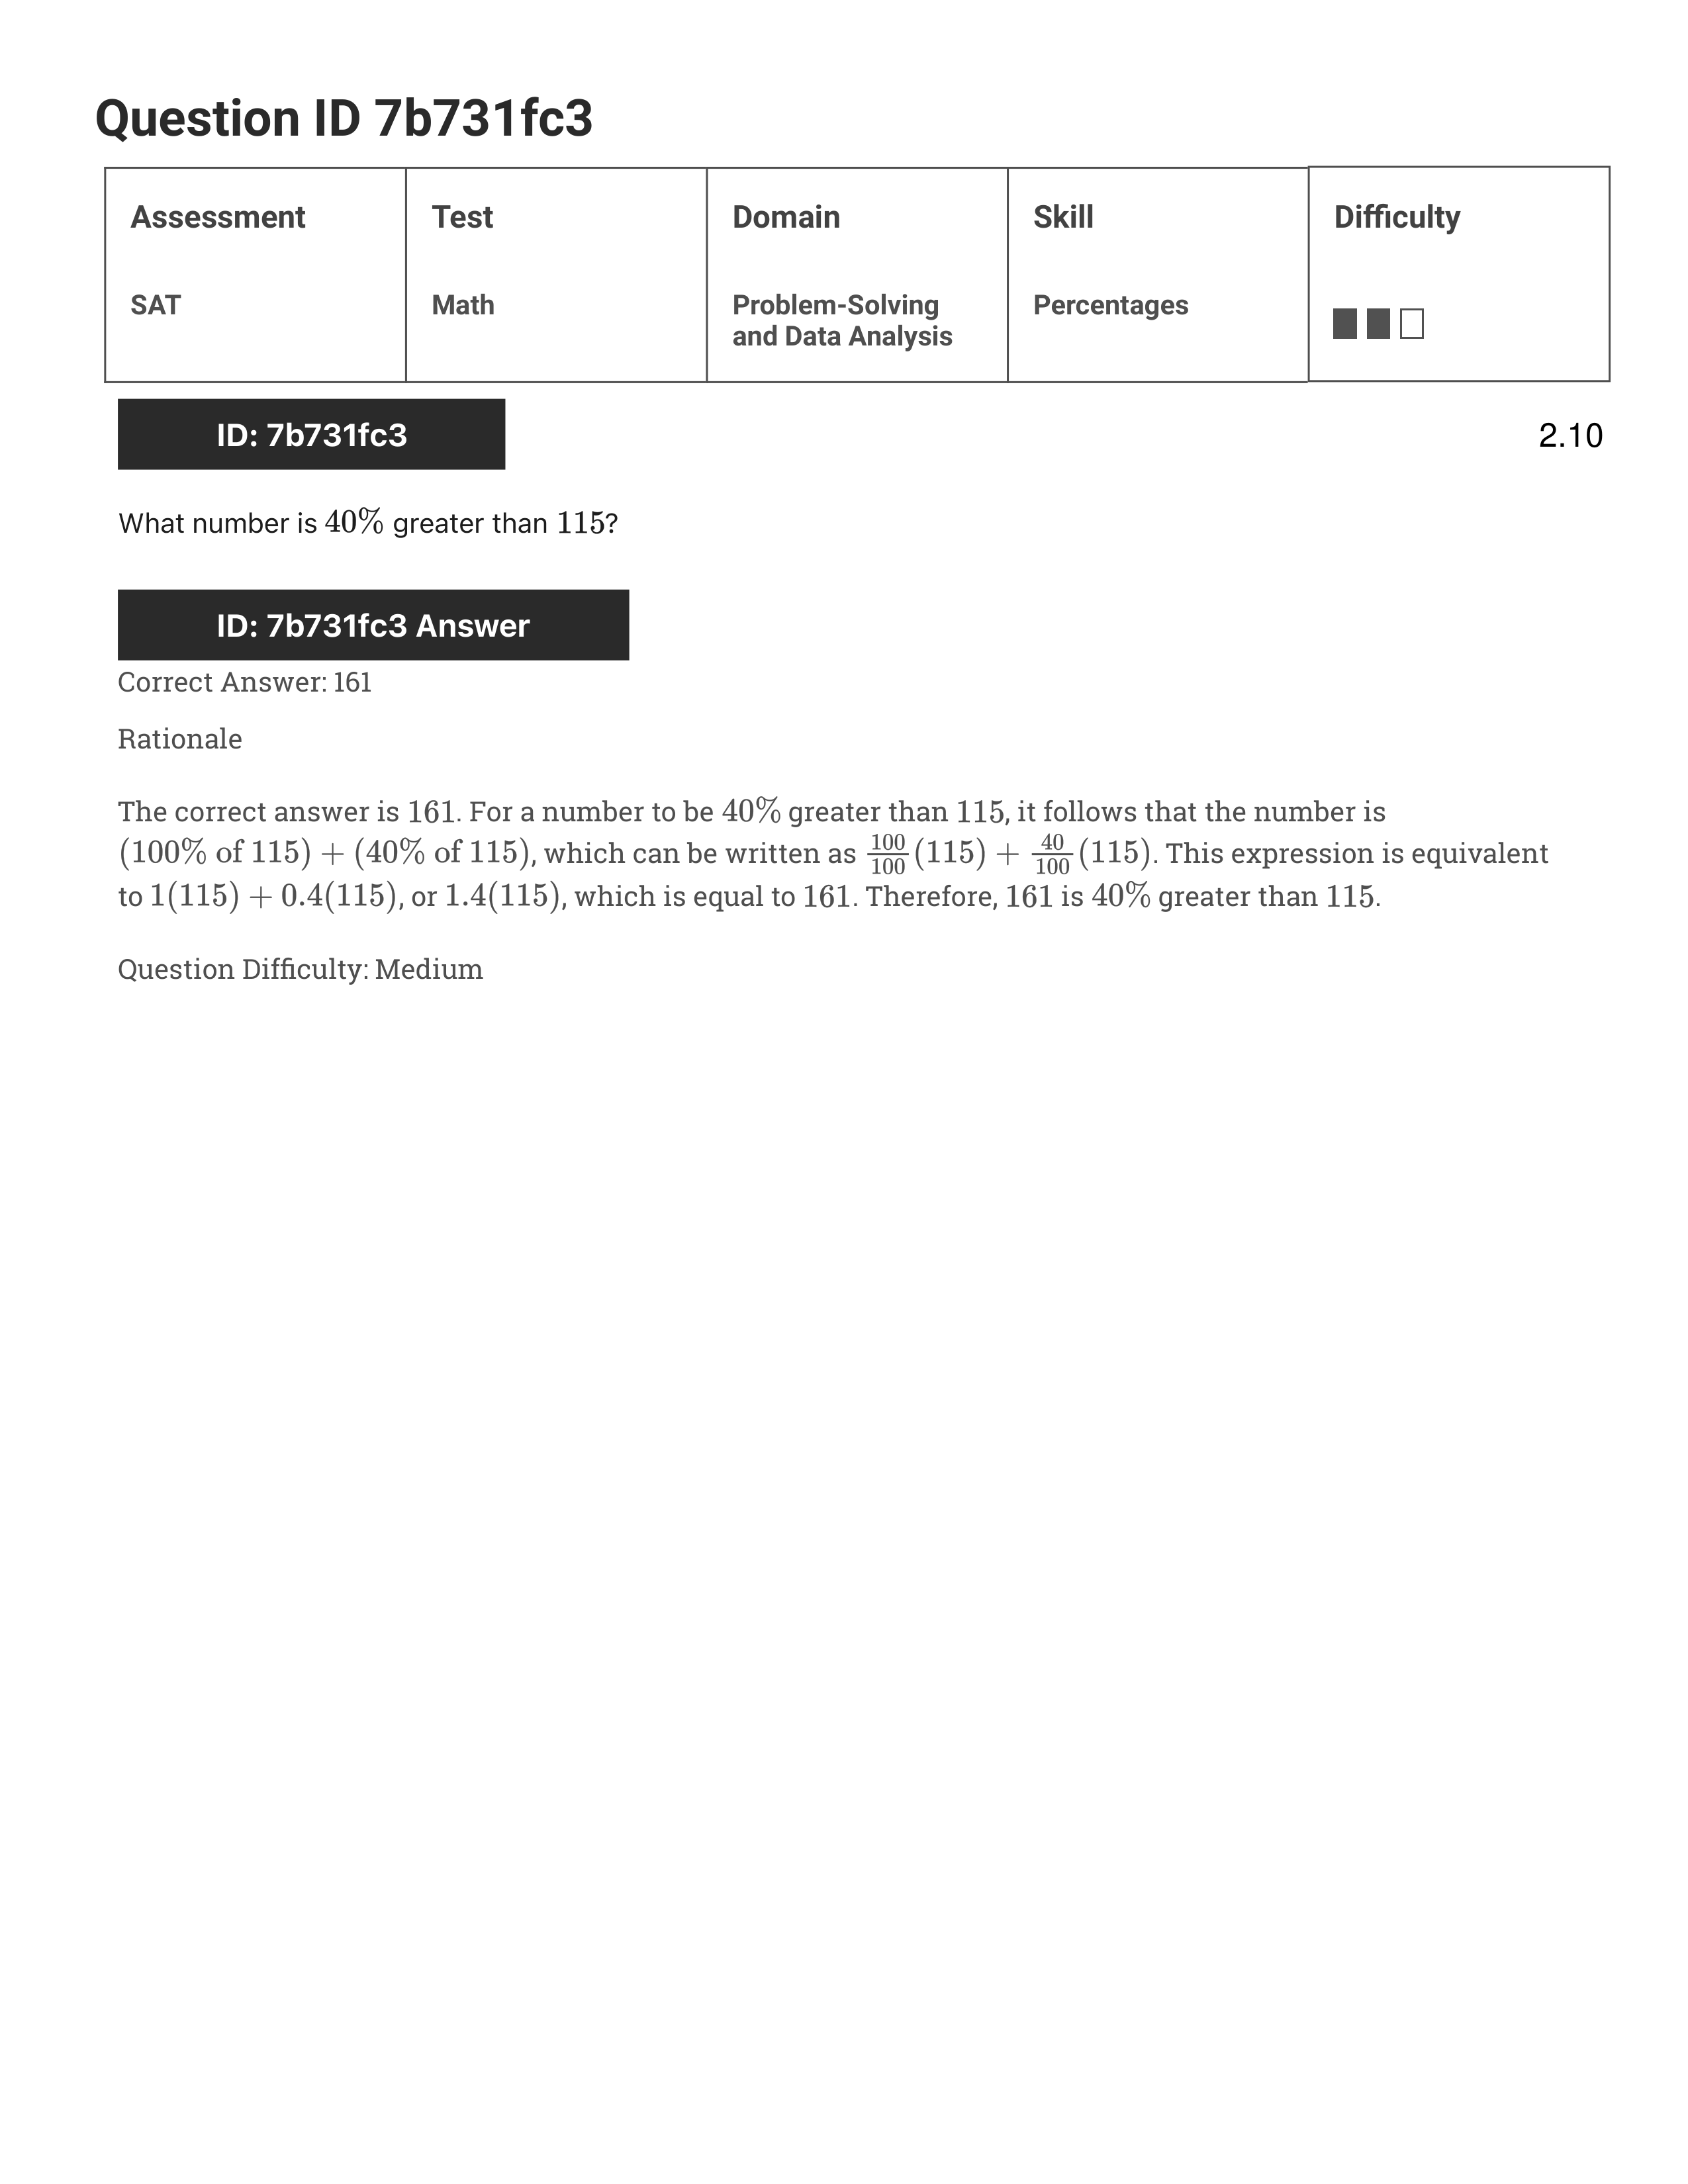 Question ID 7b731fc3
Assessment Test Domain Skill Difficulty
SAT Math Problem-Solving and Data Analysis Percentages
ID: 7b731fc3 2.10
What number is 40% greater than 115?
ID: 7b731fc3 Answer
Correct Answer: 161
Rationale
The correct answer is 161. For a number to be 40% greater than 115, it follows that the number is
(100% of 115) + (40% of 115), which can be written as 100/100(115) + 40/100(115). This expression is equivalent
to 1(115) + 0.4(115), or 1.4(115), which is equal to 161. Therefore, 161 is 40% greater than 115.
Question Difficulty: Medium